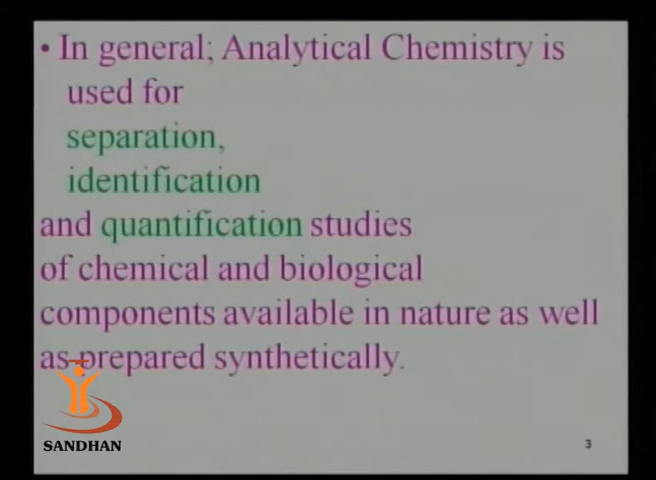 • In general; Analytical Chemistry is
used for
separation,
identification
and quantification studies
of chemical and biological
components available in nature as well
as prepared synthetically.
SANDHAN
3